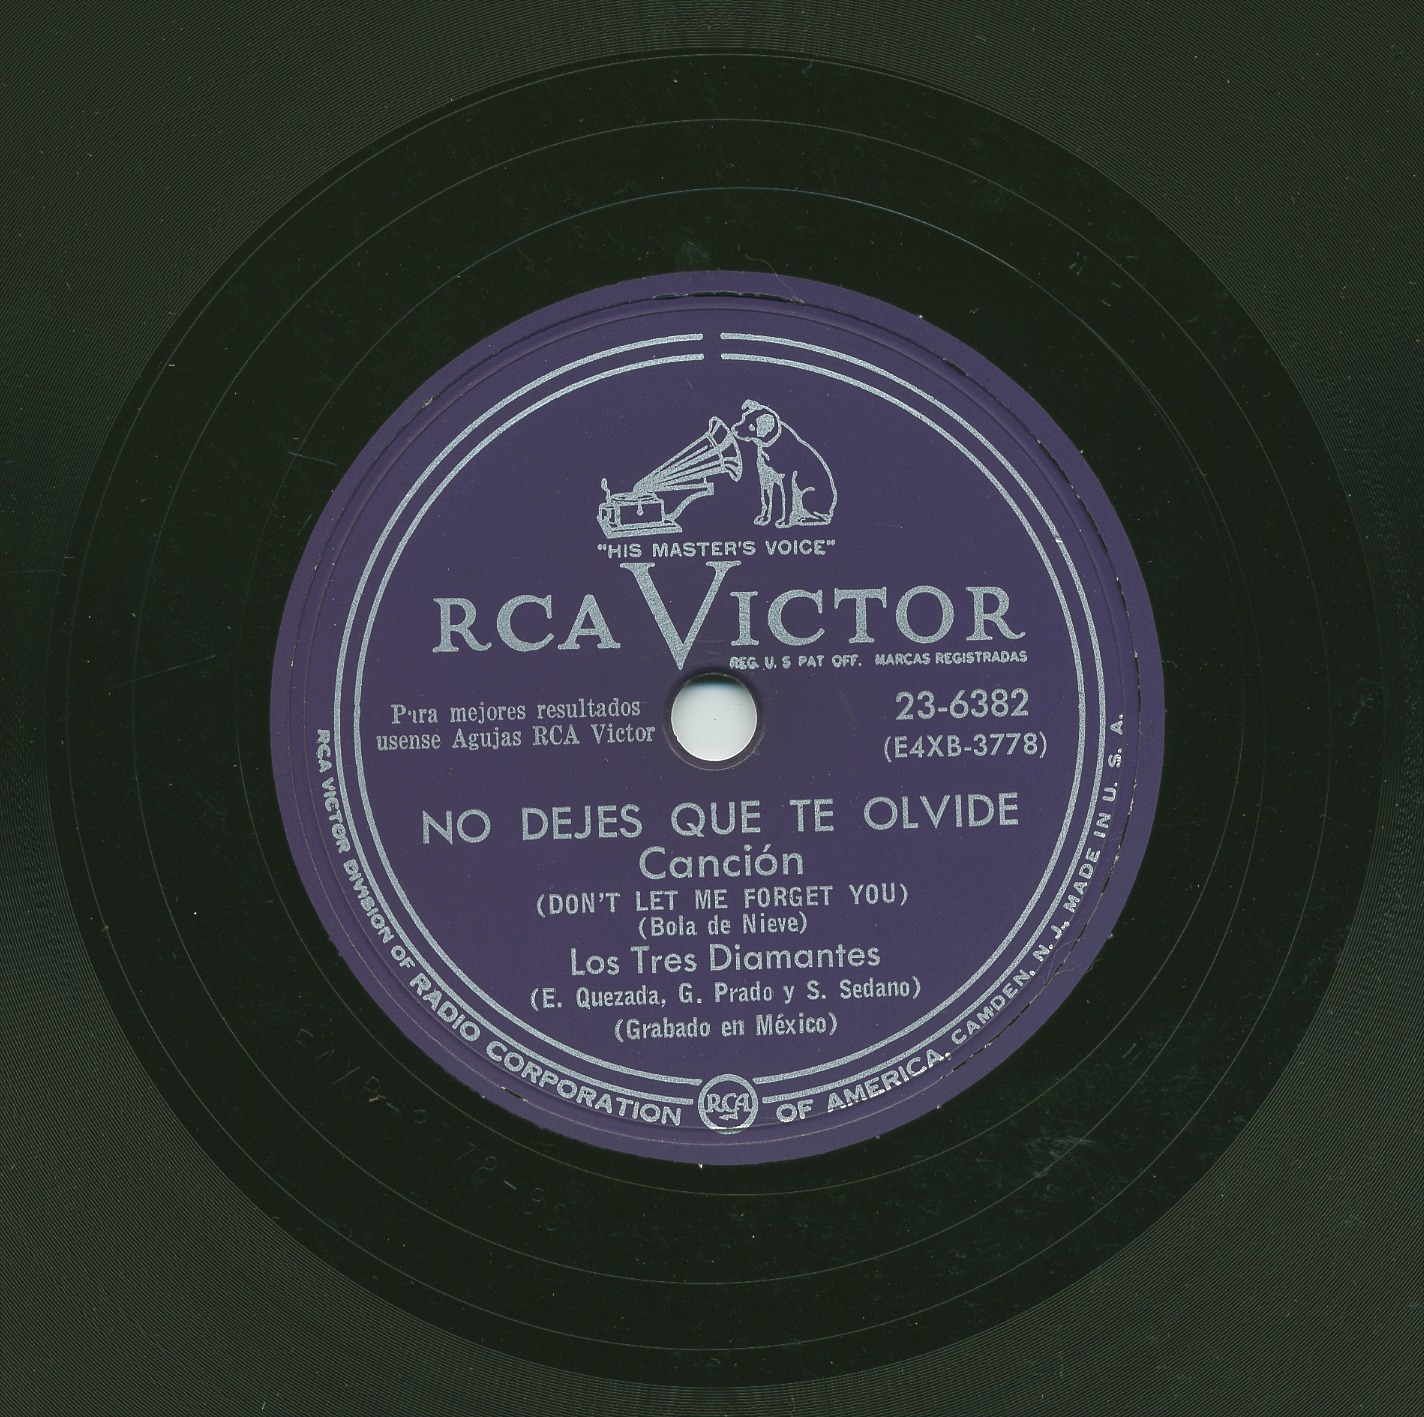 "HIS MASTER'S VOICE"
RCA VICTOR
REG. U. S PAT OFF. MARCAS REGISTRADAS
Para mejores resultados
usense Agujas RCA Victor
23-6382
(E4XB-3778)
NO DEJES QUE TE OLVIDE
Canción
(DON'T LET ME FORGET YOU)
(Bola de Nieve)
Los Tres Diamantes
(E. Quezada, G. Prado y S. Sedano)
(Grabado en México)
RCA VICTOR DIVISION OF RADIO CORPORATION OF AMERICA, CAMDEN, N. J., MADE IN U. S. A.
RCA